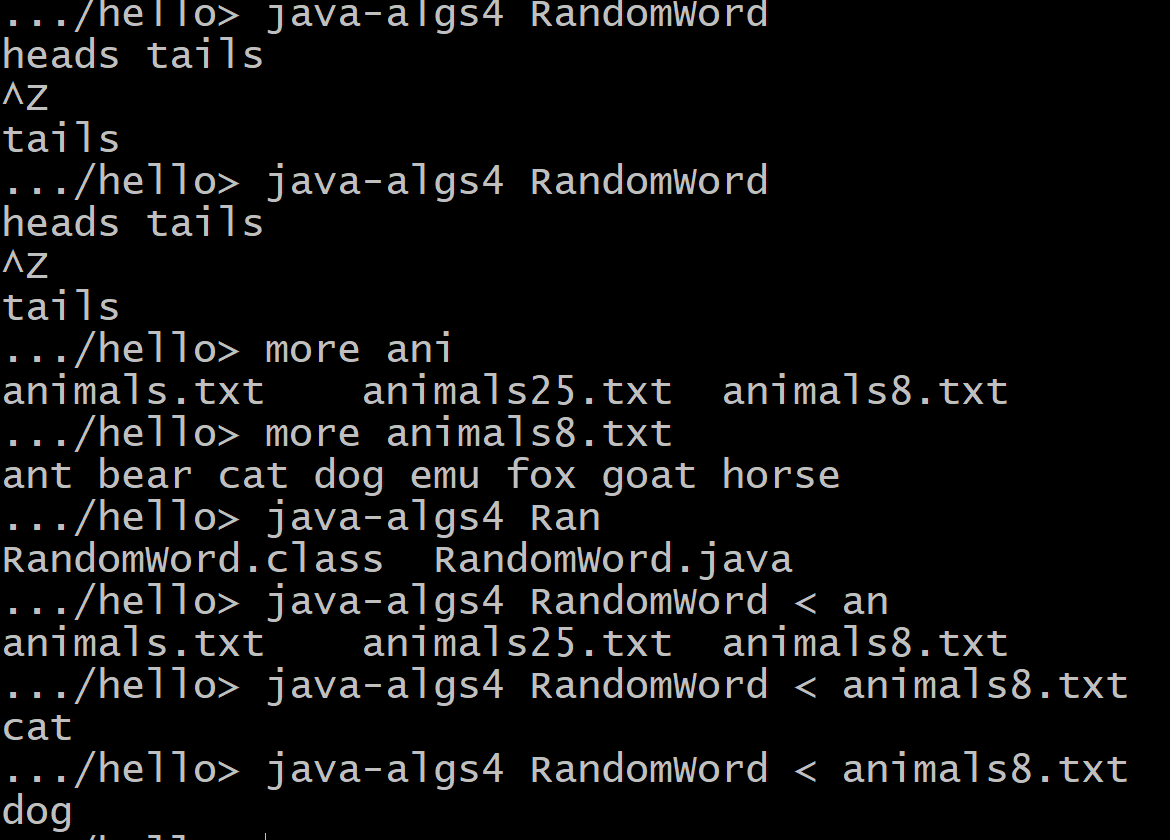 .../hello> java-algs4 RandomWord
heads tails
^Z
tails
.../hello> java-algs4 RandomWord
heads tails
^Z
tails
.../hello> more ani
animals.txt    animals25.txt  animals8.txt
.../hello> more animals8.txt
ant bear cat dog emu fox goat horse
.../hello> java-algs4 Ran
RandomWord.class  RandomWord.java
.../hello> java-algs4 RandomWord < an
animals.txt    animals25.txt  animals8.txt
.../hello> java-algs4 RandomWord < animals8.txt
cat
.../hello> java-algs4 RandomWord < animals8.txt
dog